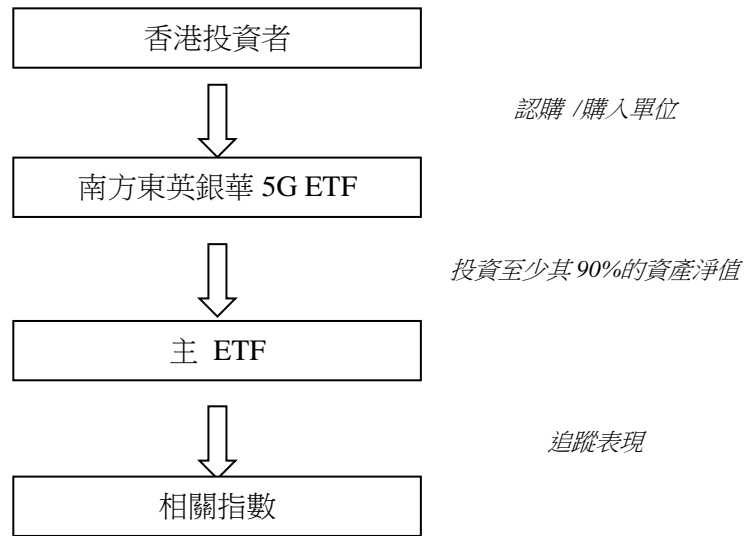 香港投資者
認購 /購入單位
南方東英銀華 5G ETF
投資至少其 90%的資產淨值
主 ETF
追蹤表現
相關指數